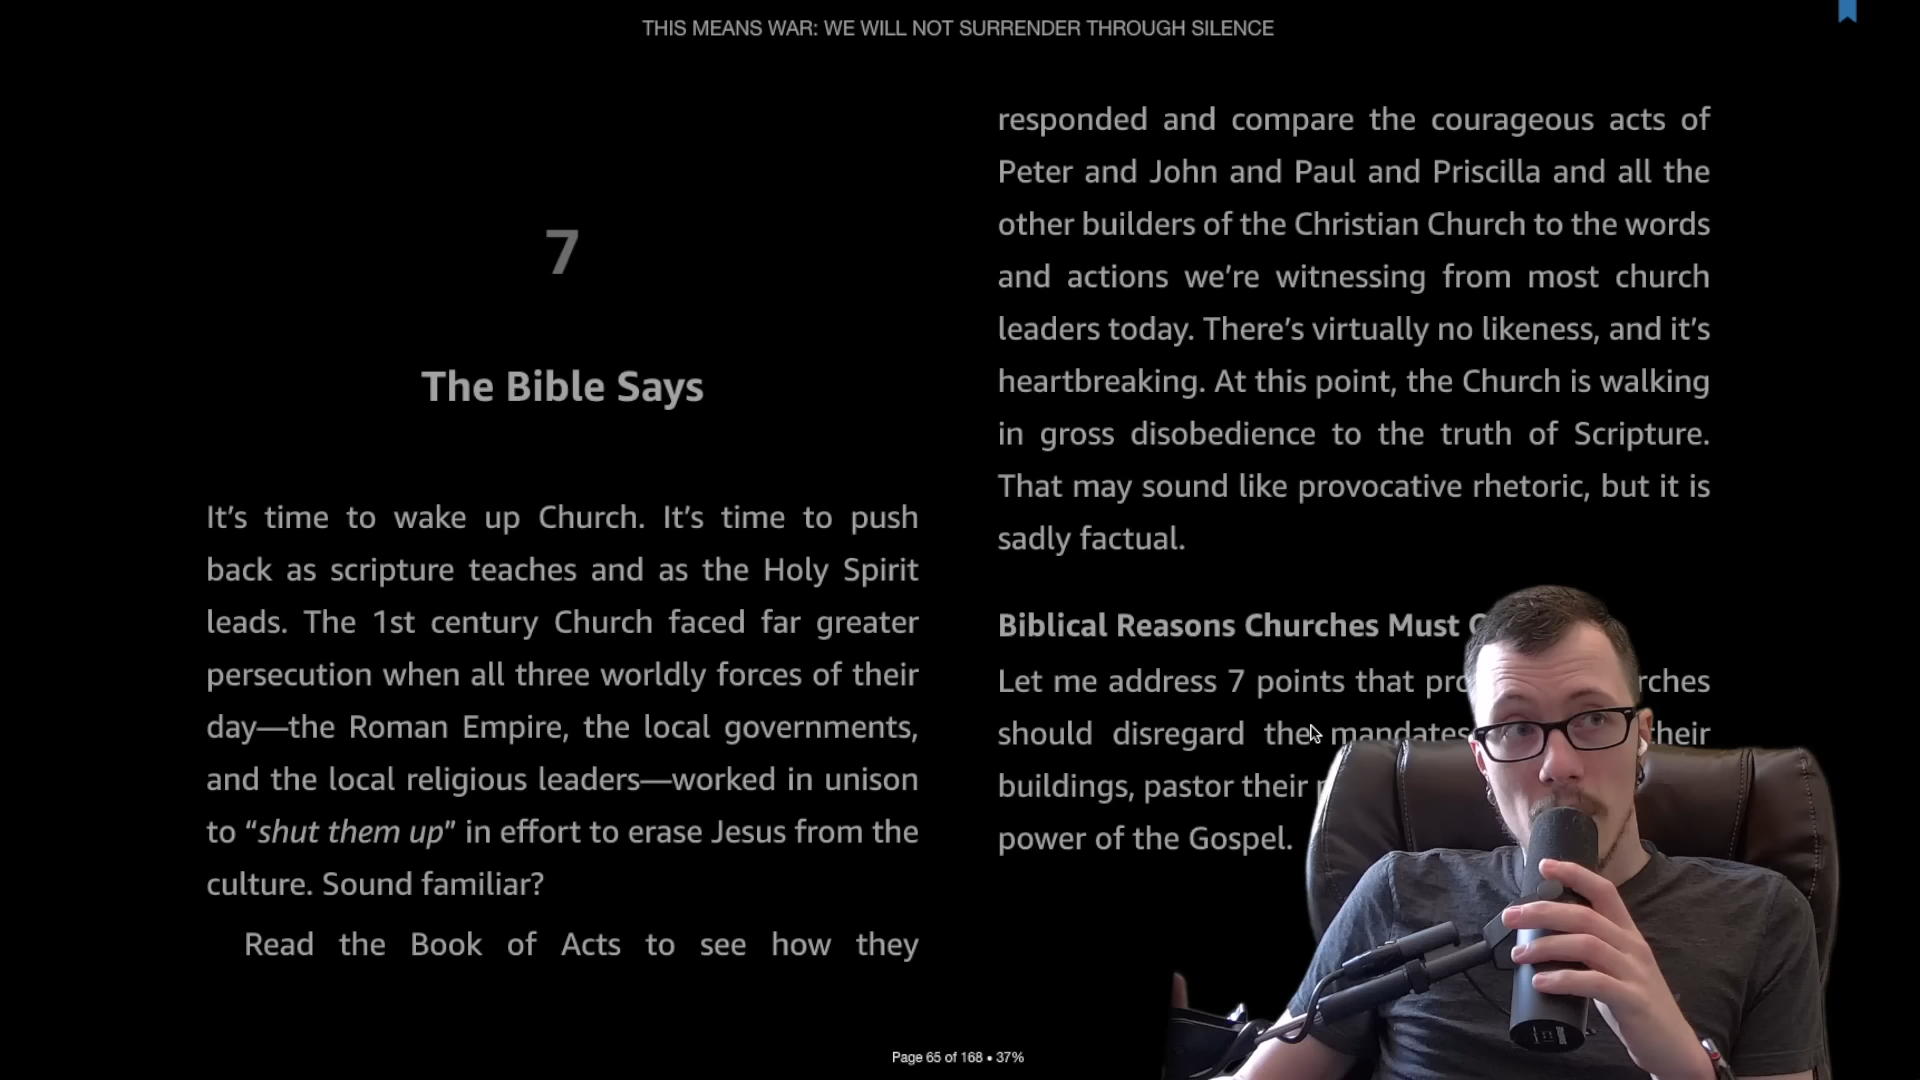 THIS MEANS WAR: WE WILL NOT SURRENDER THROUGH SILENCE
7
The Bible Says
It’s time to wake up Church. It’s time to push
back as scripture teaches and as the Holy Spirit
leads. The 1st century Church faced far greater
persecution when all three worldly forces of their
day—the Roman Empire, the local governments,
and the local religious leaders—worked in unison
to “shut them up” in effort to erase Jesus from the
culture. Sound familiar?
Read the Book of Acts to see how they
responded and compare the courageous acts of
Peter and John and Paul and Priscilla and all the
other builders of the Christian Church to the words
and actions we’re witnessing from most church
leaders today. There’s virtually no likeness, and it’s
heartbreaking. At this point, the Church is walking
in gross disobedience to the truth of Scripture.
That may sound like provocative rhetoric, but it is
sadly factual.
Biblical Reasons Churches Must
Let me address 7 points that
should disregard the mandates their
buildings, pastor their
power of the Gospel.
Page 65 of 168 • 37%